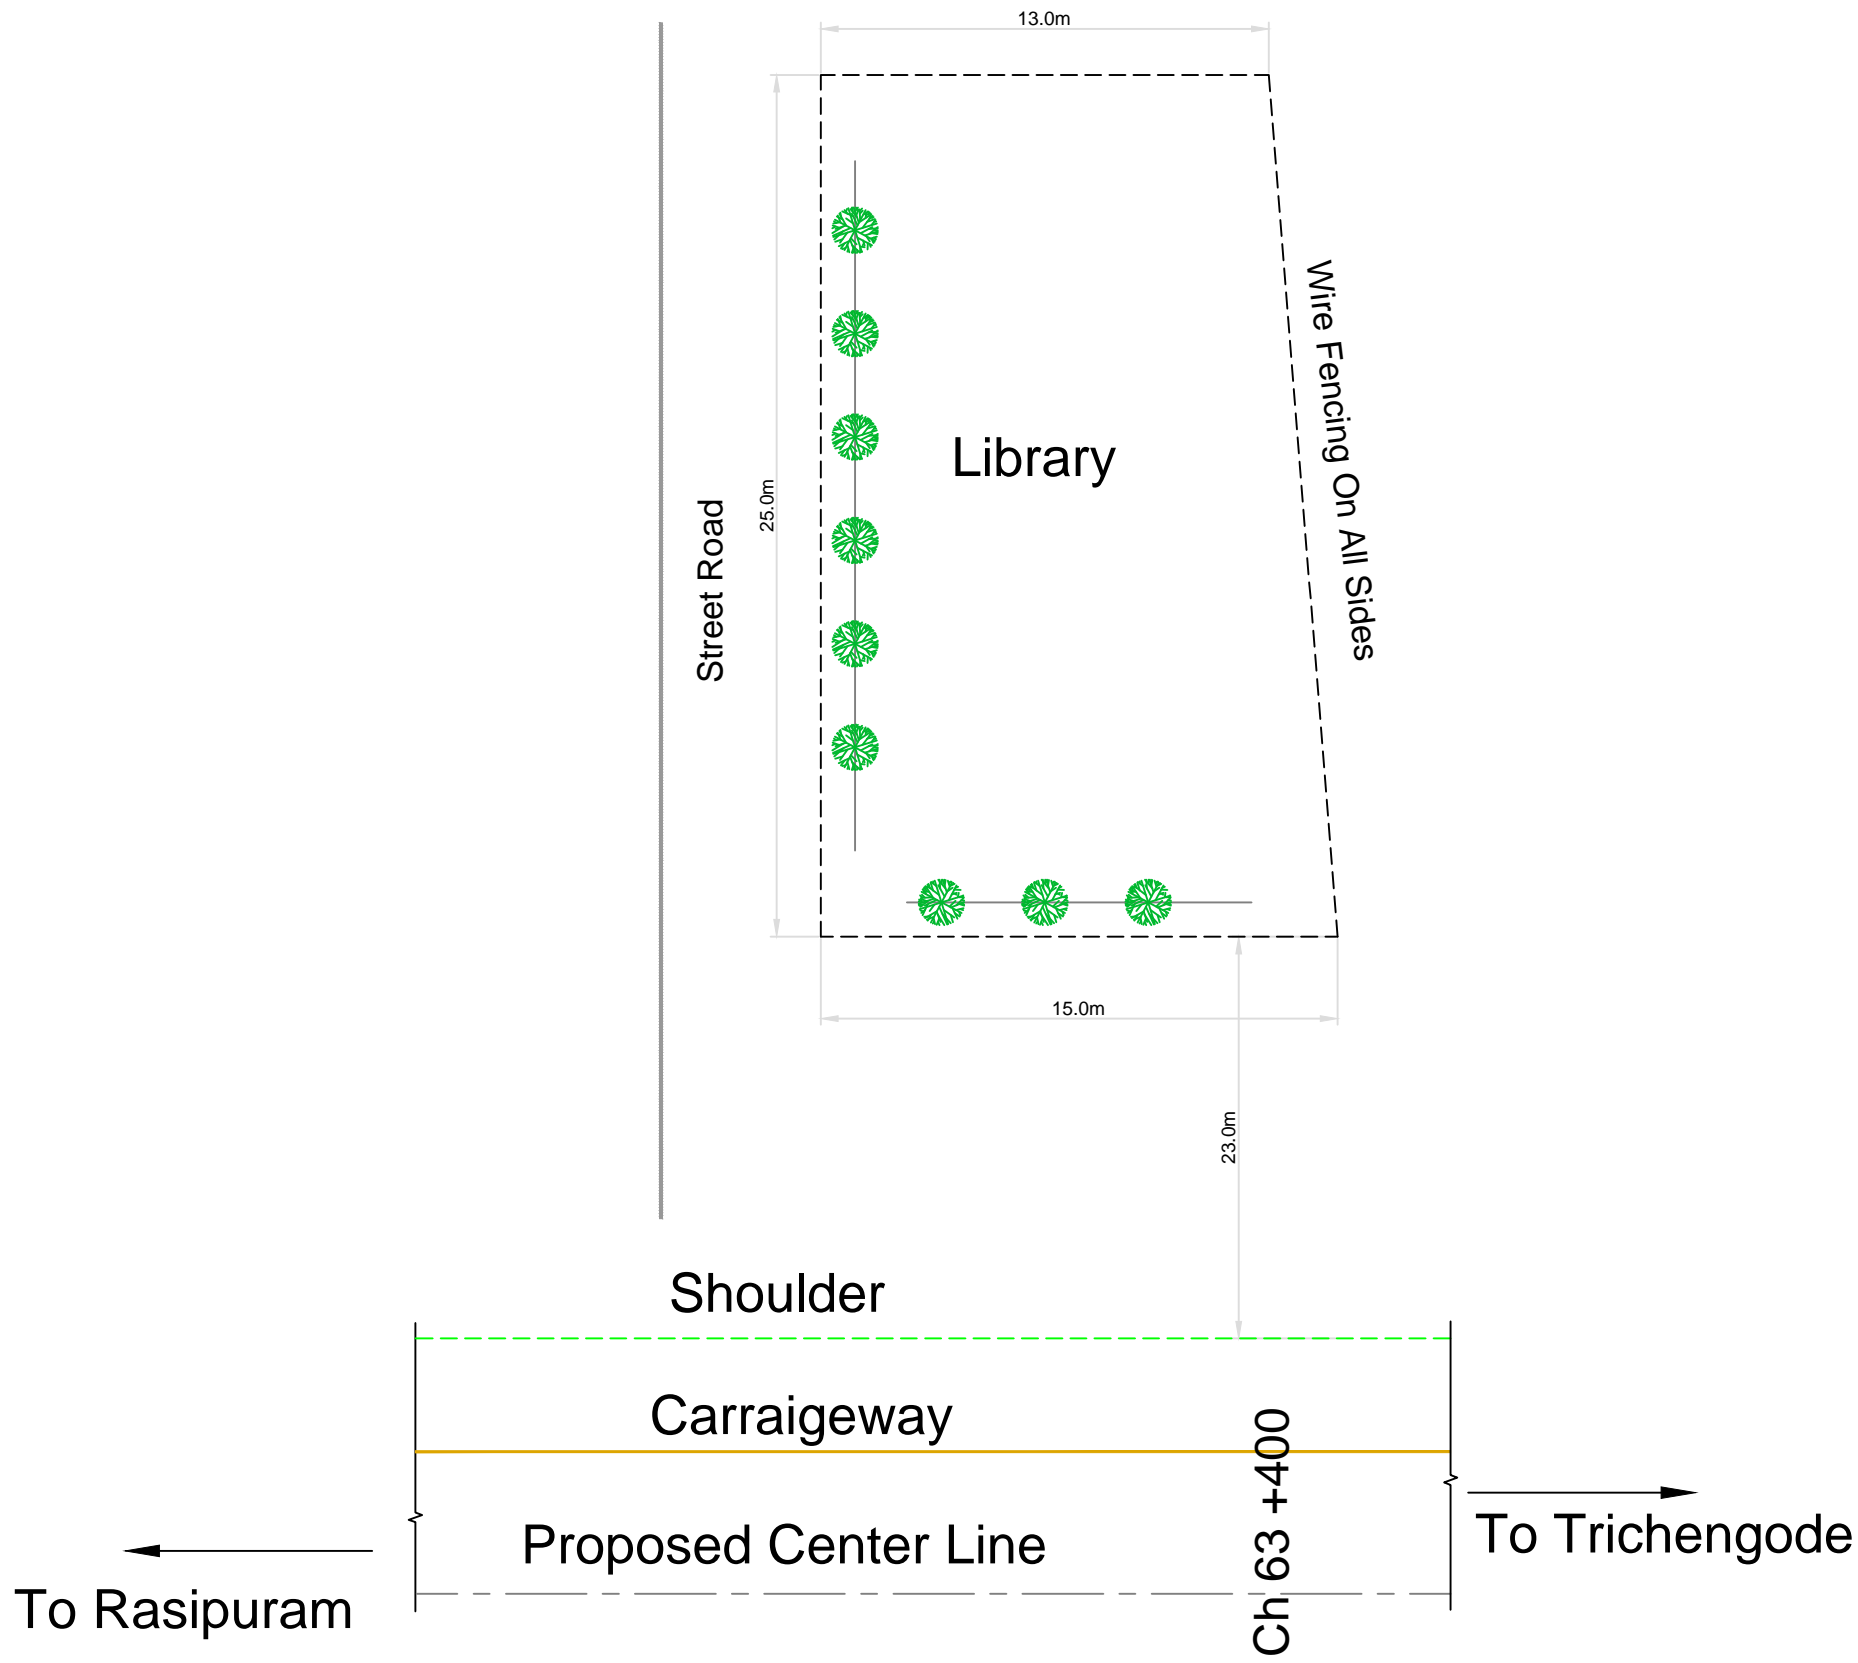 13.0m
Wire Fencing On All Sides
Library
25.0m
Street Road
15.0m
23.0m
Shoulder
Carraigeway
Ch 63 +400
Proposed Center Line
To Trichengode
To Rasipuram